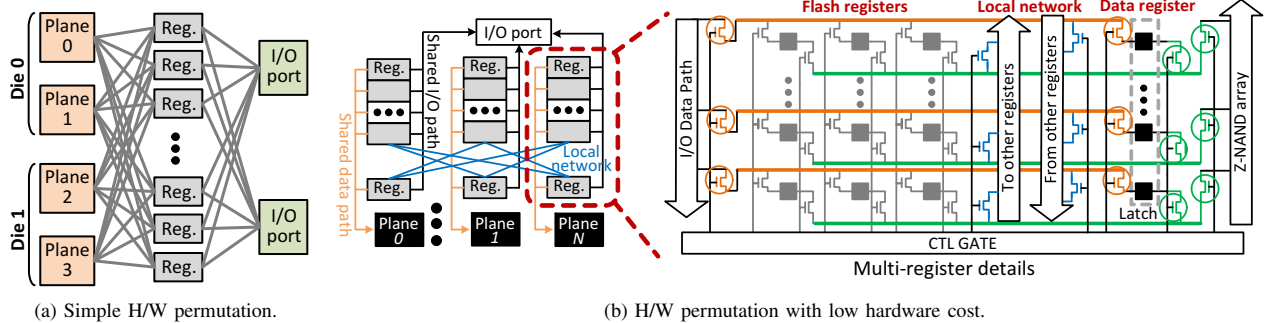 Die 0
Die 1
Plane
0
Plane
1
Plane
2
Plane
3
Reg.
Reg.
Reg.
Reg.
Reg.
Reg.
I/O
port
I/O
port
(a) Simple H/W permutation.
I/O port
Shared I/O path
Shared data path
Reg.
Reg.
Reg.
Local
network
Reg.
Reg.
Reg.
Plane
0
Plane
1
Plane
N
Flash registers
Local network
Data register
I/O Data Path
To other registers
From other registers
Z-NAND array
Latch
CTL GATE
Multi-register details
(b) H/W permutation with low hardware cost.